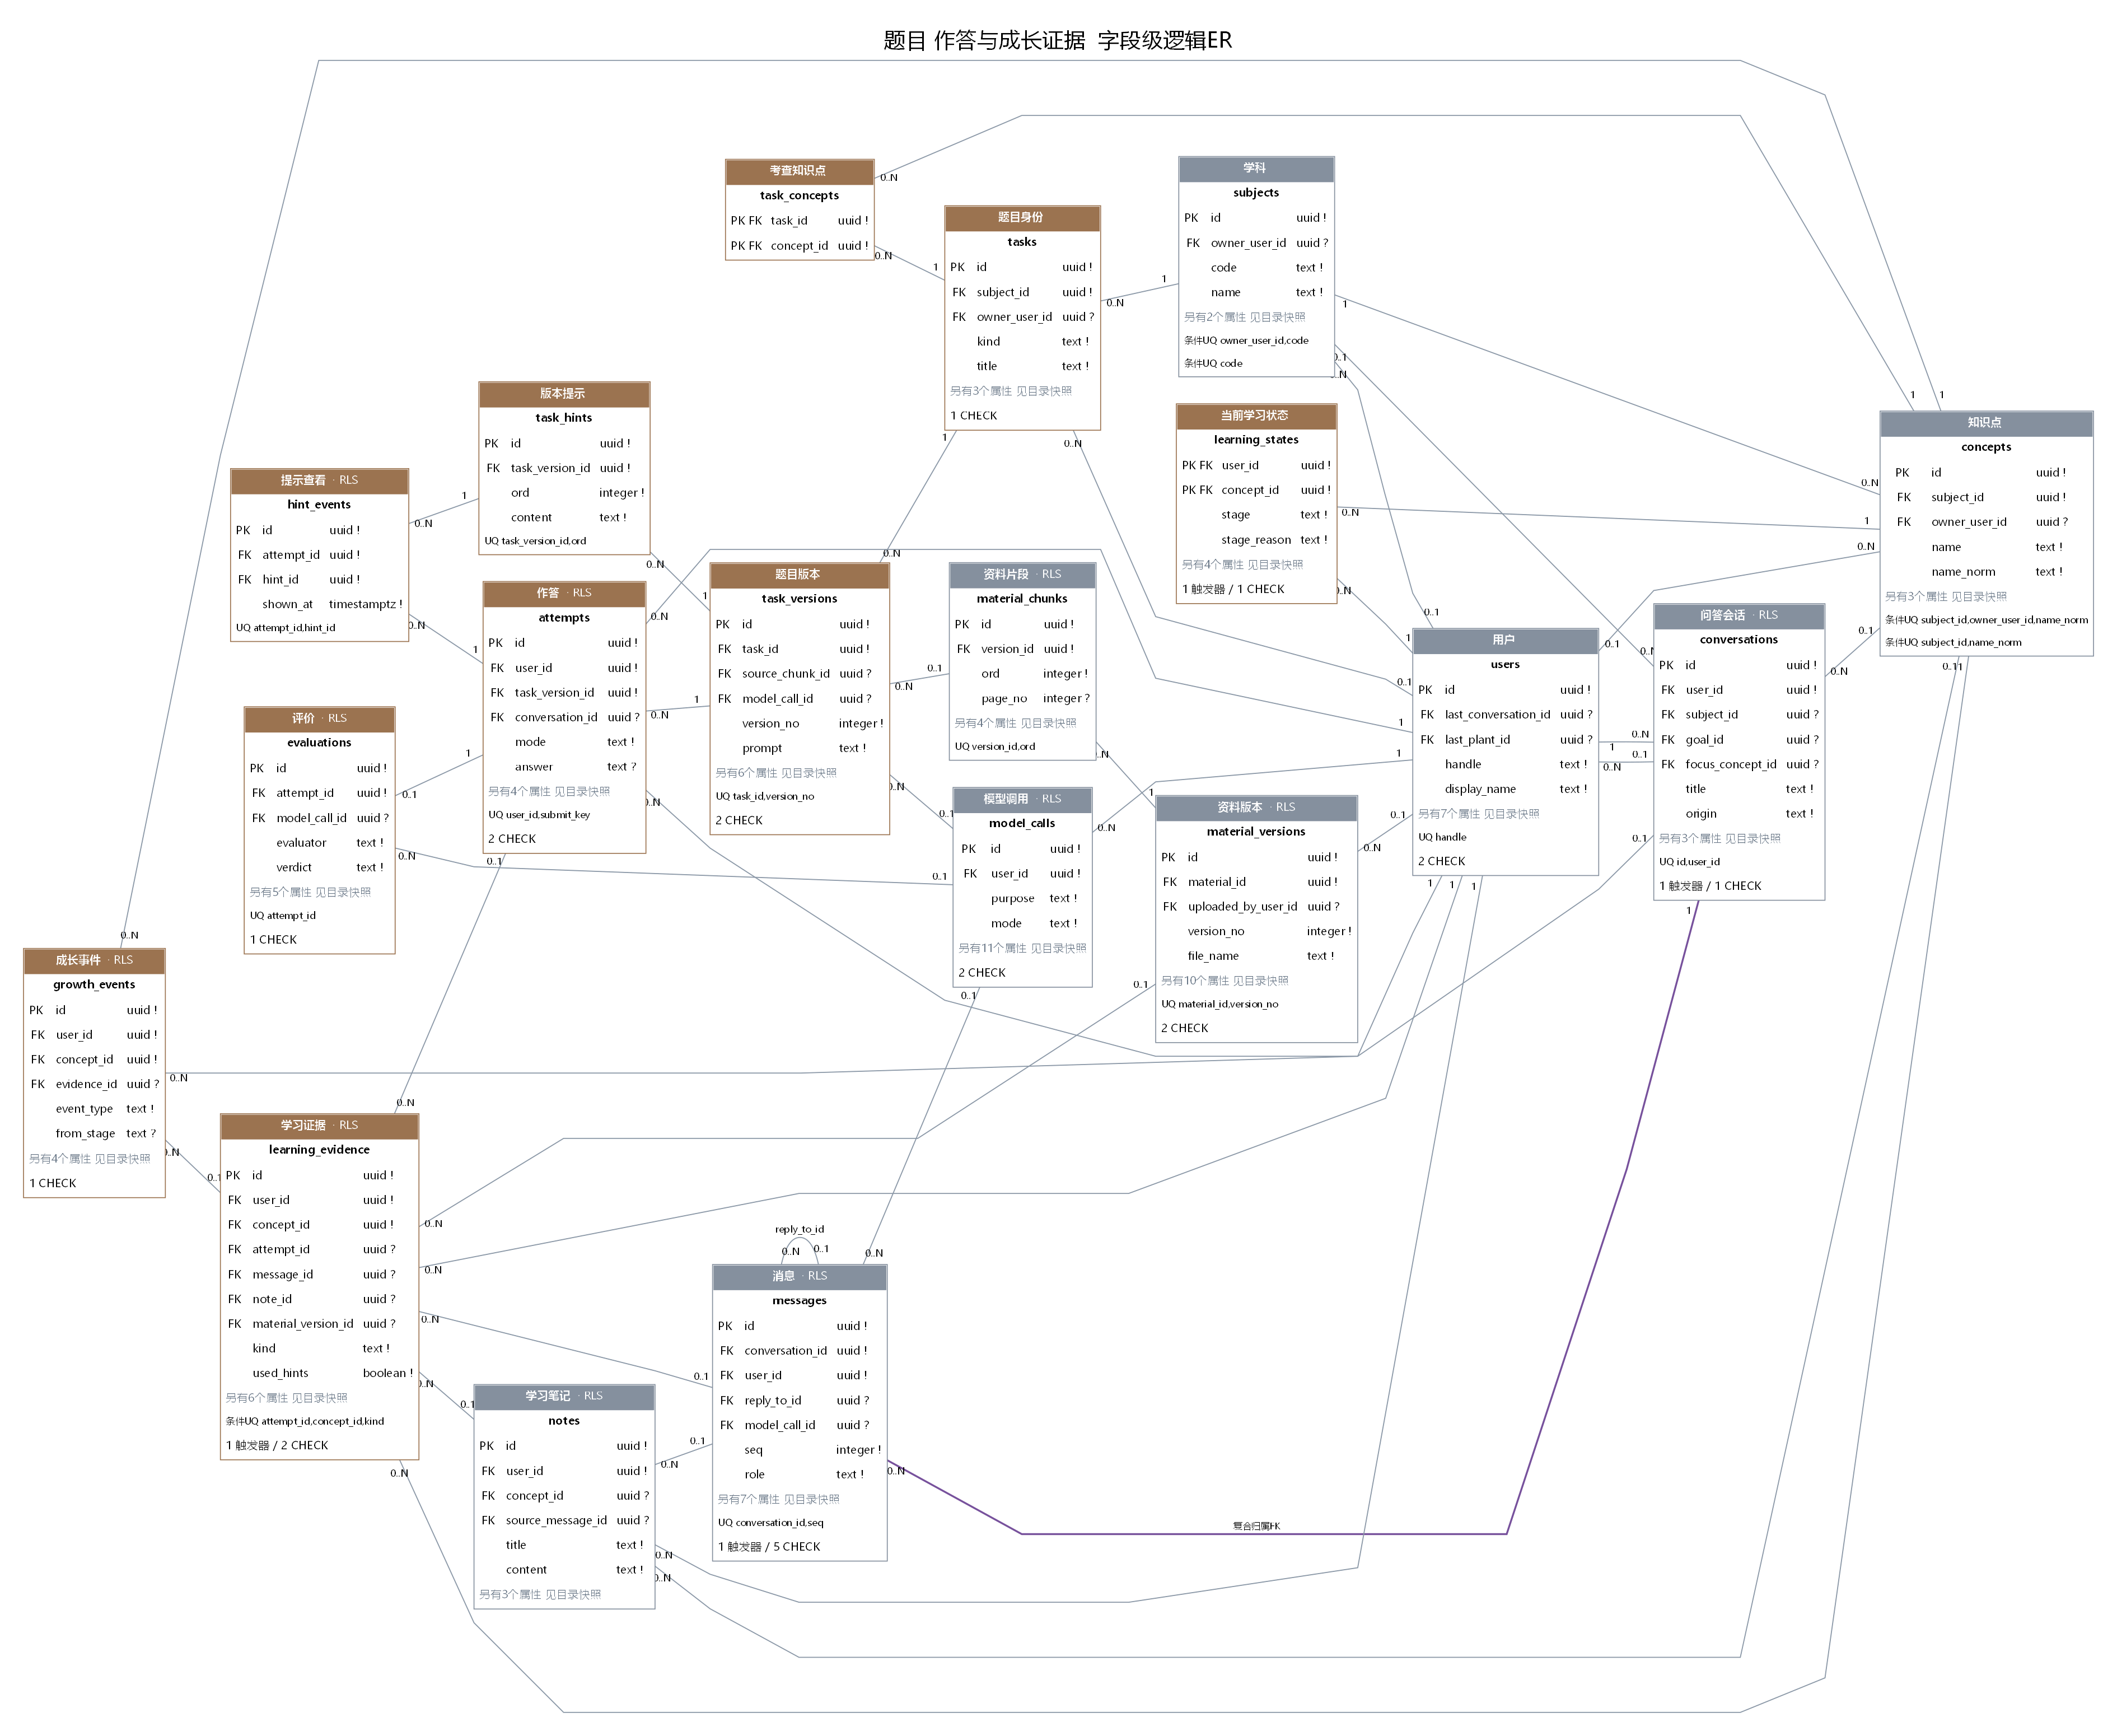 题目 作答与成长证据 字段级逻辑ER
考查知识点
task_concepts
PK FK task_id uuid !
PK FK concept_id uuid !
题目身份
tasks
PK id uuid !
FK subject_id uuid !
FK owner_user_id uuid ?
kind text !
title text !
另有3个属性 见目录快照
1 CHECK
学科
subjects
PK id uuid !
FK owner_user_id uuid ?
code text !
name text !
另有2个属性 见目录快照
条件UQ owner_user_id,code
条件UQ code
版本提示
task_hints
PK id uuid !
FK task_version_id uuid !
ord integer !
content text !
UQ task_version_id,ord
当前学习状态
learning_states
PK FK user_id uuid !
PK FK concept_id uuid !
stage text !
stage_reason text !
另有4个属性 见目录快照
1 触发器 / 1 CHECK
知识点
concepts
PK id uuid !
FK subject_id uuid !
FK owner_user_id uuid ?
name text !
name_norm text !
另有3个属性 见目录快照
条件UQ subject_id,owner_user_id,name_norm
条件UQ subject_id,name_norm
提示查看 · RLS
hint_events
PK id uuid !
FK attempt_id uuid !
FK hint_id uuid !
shown_at timestamptz !
UQ attempt_id,hint_id
作答 · RLS
attempts
PK id uuid !
FK user_id uuid !
FK task_version_id uuid !
FK conversation_id uuid ?
mode text !
answer text ?
另有4个属性 见目录快照
UQ user_id,submit_key
2 CHECK
题目版本
task_versions
PK id uuid !
FK task_id uuid !
FK source_chunk_id uuid ?
FK model_call_id uuid ?
version_no integer !
prompt text !
另有6个属性 见目录快照
UQ task_id,version_no
2 CHECK
资料片段 · RLS
material_chunks
PK id uuid !
FK version_id uuid !
ord integer !
page_no integer ?
另有4个属性 见目录快照
UQ version_id,ord
用户
users
PK id uuid !
FK last_conversation_id uuid ?
FK last_plant_id uuid ?
handle text !
display_name text !
另有7个属性 见目录快照
UQ handle
2 CHECK
问答会话 · RLS
conversations
PK id uuid !
FK user_id uuid !
FK subject_id uuid ?
FK goal_id uuid ?
FK focus_concept_id uuid ?
title text !
origin text !
另有3个属性 见目录快照
UQ id,user_id
1 触发器 / 1 CHECK
评价 · RLS
evaluations
PK id uuid !
FK attempt_id uuid !
FK model_call_id uuid ?
evaluator text !
verdict text !
另有5个属性 见目录快照
UQ attempt_id
1 CHECK
模型调用 · RLS
model_calls
PK id uuid !
FK user_id uuid !
purpose text !
mode text !
另有11个属性 见目录快照
2 CHECK
资料版本 · RLS
material_versions
PK id uuid !
FK material_id uuid !
FK uploaded_by_user_id uuid ?
version_no integer !
file_name text !
另有10个属性 见目录快照
UQ material_id,version_no
2 CHECK
成长事件 · RLS
growth_events
PK id uuid !
FK user_id uuid !
FK concept_id uuid !
FK evidence_id uuid ?
event_type text !
from_stage text ?
另有4个属性 见目录快照
1 CHECK
学习证据 · RLS
learning_evidence
PK id uuid !
FK user_id uuid !
FK concept_id uuid !
FK attempt_id uuid ?
FK message_id uuid ?
FK note_id uuid ?
FK material_version_id uuid ?
kind text !
used_hints boolean !
另有6个属性 见目录快照
条件UQ attempt_id,concept_id,kind
1 触发器 / 2 CHECK
reply_to_id
0..N 0..1
消息 · RLS
messages
PK id uuid !
FK conversation_id uuid !
FK user_id uuid !
FK reply_to_id uuid ?
FK model_call_id uuid ?
seq integer !
role text !
另有7个属性 见目录快照
UQ conversation_id,seq
1 触发器 / 5 CHECK
学习笔记 · RLS
notes
PK id uuid !
FK user_id uuid !
FK concept_id uuid ?
FK source_message_id uuid ?
title text !
content text !
另有3个属性 见目录快照
复合归属FK